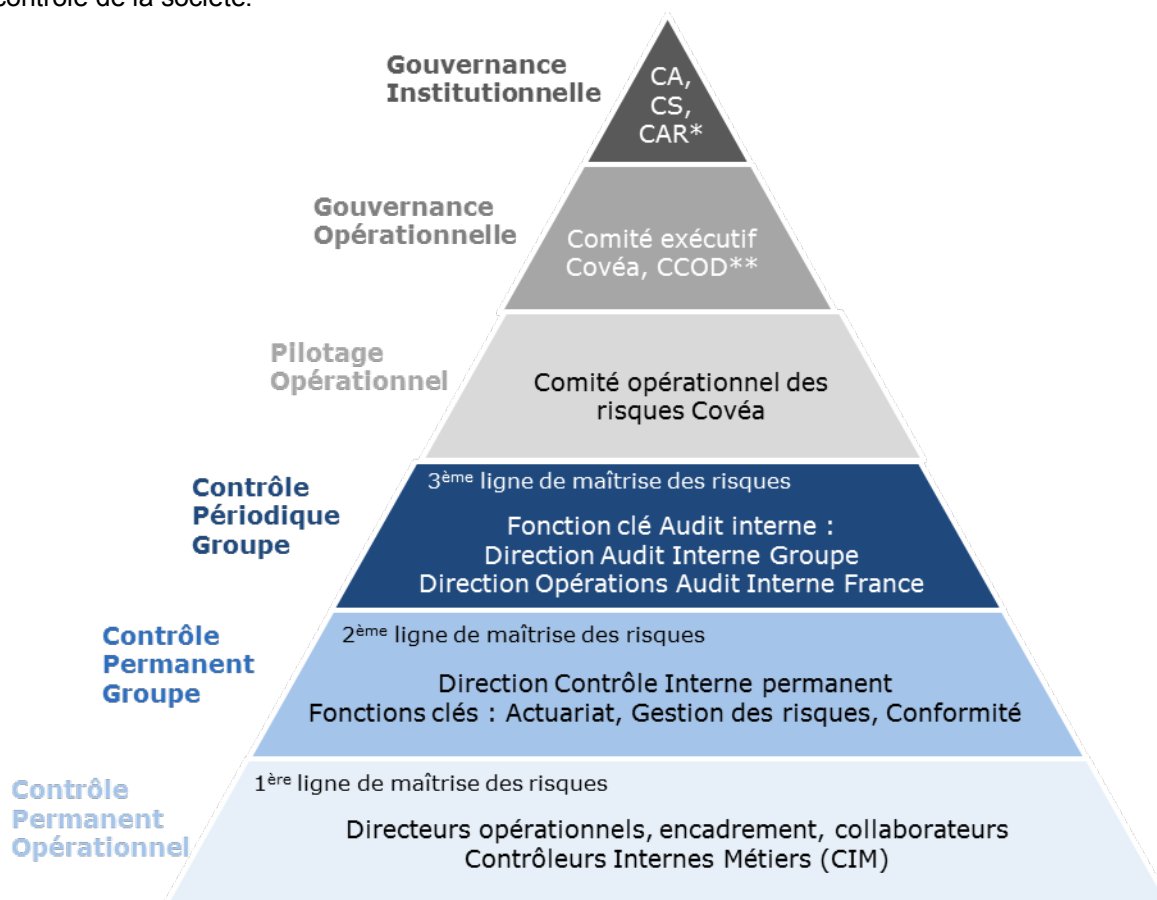 contrôle de la société.
Gouvernance
Institutionnelle
CA,
CS,
CAR*
Gouvernance
Opérationnelle
Comité exécutif
Covéa, CCOD**
Pilotage
Opérationnel
Comité opérationnel des
risques Covéa
Contrôle
Périodique
Groupe
3ème ligne de maîtrise des risques
Fonction clé Audit interne :
Direction Audit Interne Groupe
Direction Opérations Audit Interne France
Contrôle
Permanent
Groupe
2ème ligne de maîtrise des risques
Direction Contrôle Interne permanent
Fonctions clés : Actuariat, Gestion des risques, Conformité
Contrôle
Permanent
Opérationnel
1ère ligne de maîtrise des risques
Directeurs opérationnels, encadrement, collaborateurs
Contrôleurs Internes Métiers (CIM)